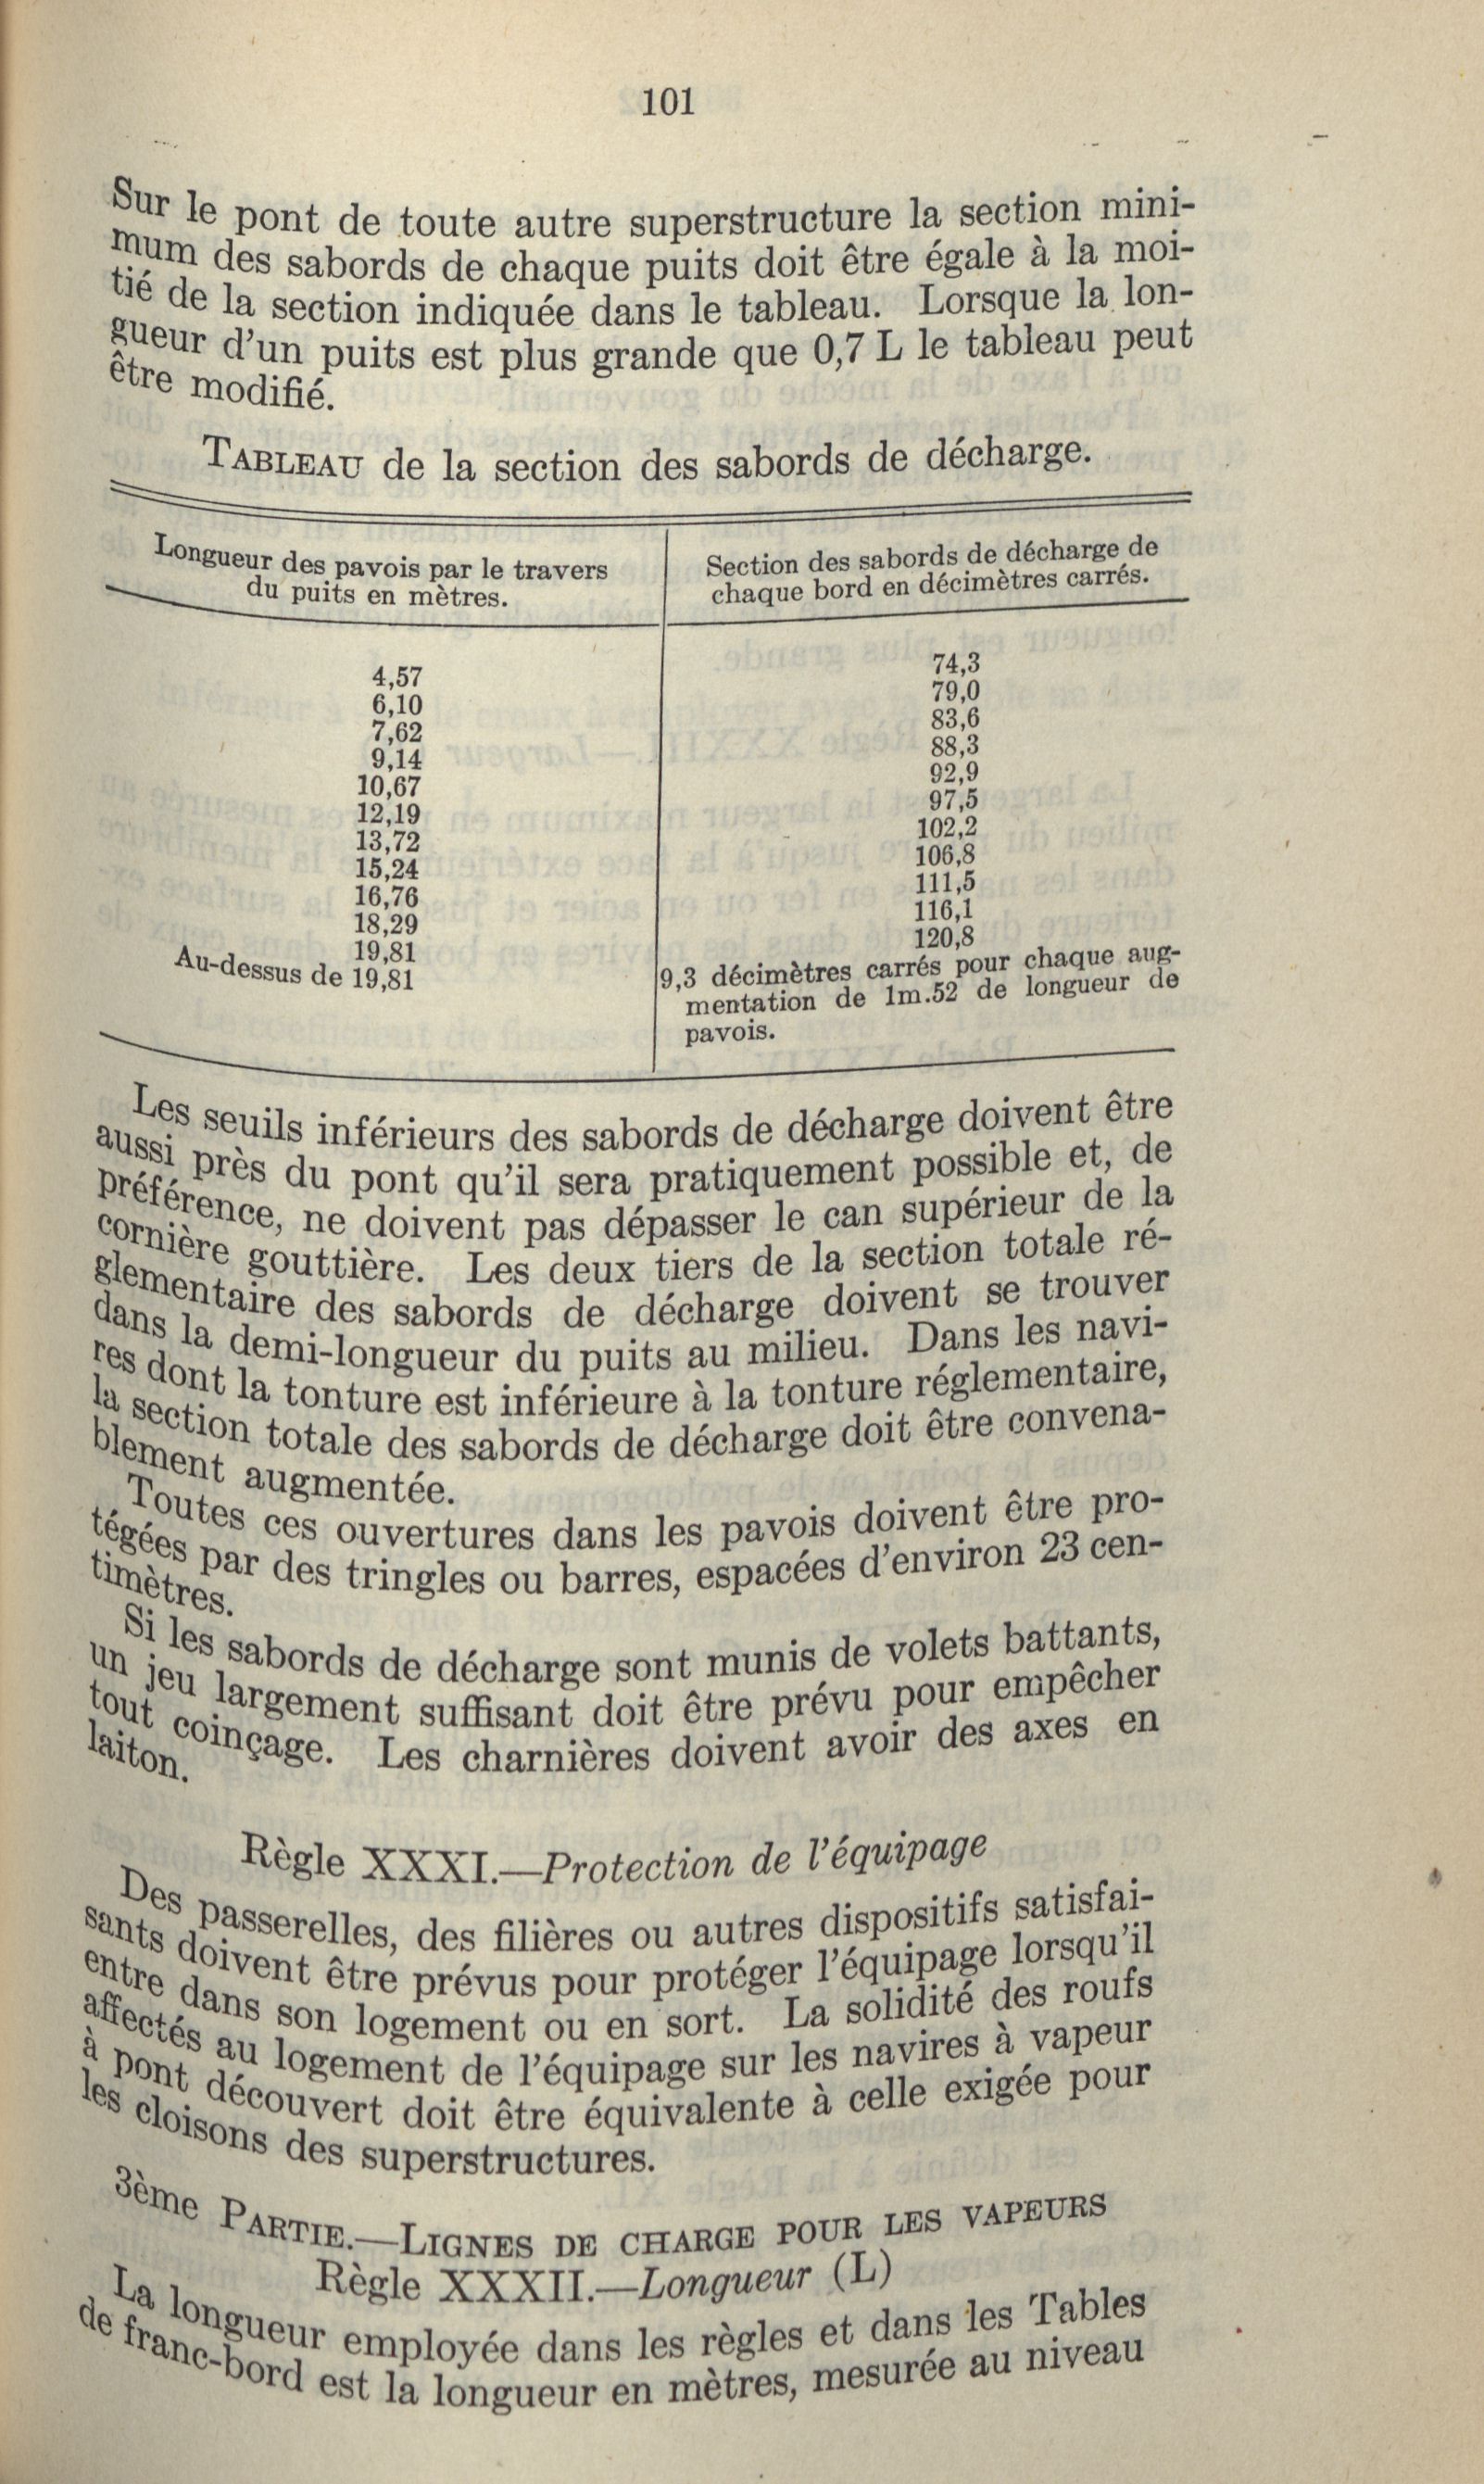 101
Sur le pont de toute autre superstructure la section mini-
mum des sabords de chaque puits doit être égale à la moi-
tié de la section indiquée dans le tableau. Lorsque la lon-
gueur d'un puits est plus grande que 0,7 L le tableau peut
être modifié.
TABLEAU de la section des sabords de décharge.
Longueur des pavois par le travers
du puits en mètres.
Section des sabords de décharge de
chaque bord en décimètres carrés.
4,57 74,3
6,10 79,0
7,62 83,6
9,14 88,3
10,67 92,9
12,19 97,5
13,72 102,2
15,24 106,8
16,76 111,5
18,29 116,1
19,81 120,8
Au-dessus de 19,81 9,3 décimètres carrés pour chaque aug-
mentation de 1m.52 de longueur de
pavois.
Les seuils inférieurs des sabords de décharge doivent être
aussi près du pont qu'il sera pratiquement possible et, de
préférence, ne doivent pas dépasser le can supérieur de la
cornière gouttière. Les deux tiers de la section totale ré-
glementaire des sabords de décharge doivent se trouver
dans la demi-longueur du puits au milieu. Dans les navi-
res dont la tonture est inférieure à la tonture réglementaire,
la section totale des sabords de décharge doit être convena-
blement augmentée.
Toutes ces ouvertures dans les pavois doivent être pro-
tégées par des tringles ou barres, espacées d'environ 23 cen-
timètres.
Si les sabords de décharge sont munis de volets battants,
un jeu largement suffisant doit être prévu pour empêcher
tout coinçage. Les charnières doivent avoir des axes en
laiton.
Règle XXXI.—Protection de l'équipage
Des passerelles, des filières ou autres dispositifs satisfai-
sants doivent être prévus pour protéger l'équipage lorsqu'il
entre dans son logement ou en sort. La solidité des roufs
affectés au logement de l'équipage sur les navires à vapeur
à pont découvert doit être équivalente à celle exigée pour
les cloisons des superstructures.
3ème PARTIE.—LIGNES DE CHARGE POUR LES VAPEURS
Règle XXXII.—Longueur (L)
La longueur employée dans les règles et dans les Tables
de franc-bord est la longueur en mètres, mesurée au niveau